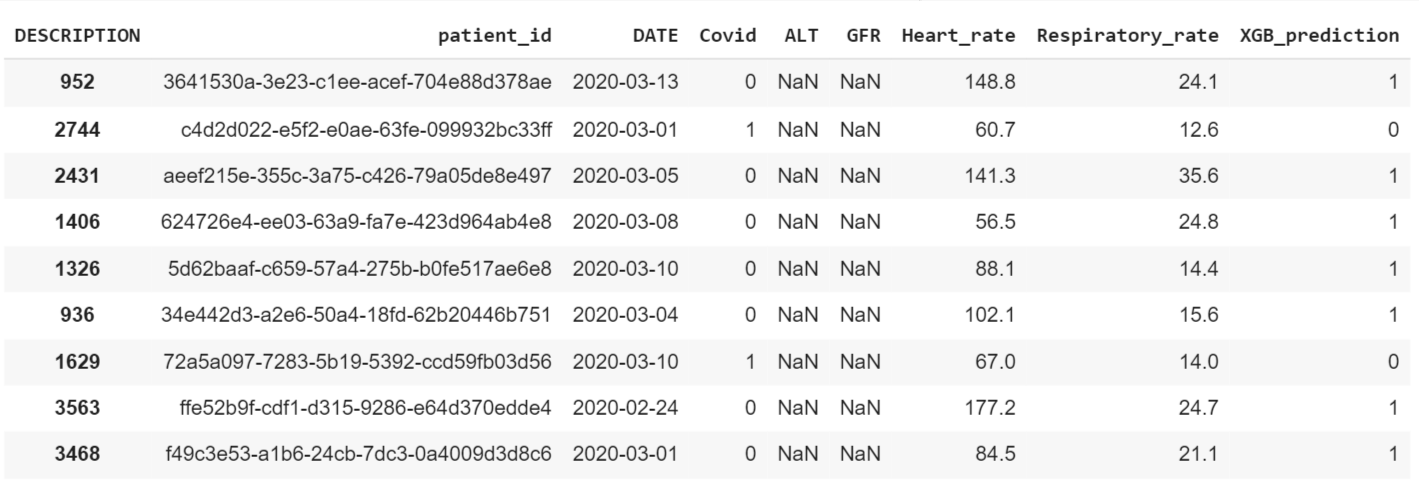 DESCRIPTION patient_id DATE Covid ALT GFR Heart_rate Respiratory_rate XGB_prediction
952 3641530a-3e23-c1ee-acef-704e88d378ae 2020-03-13 0 NaN NaN 148.8 24.1 1
2744 c4d2d022-e5f2-e0ae-63fe-099932bc33ff 2020-03-01 1 NaN NaN 60.7 12.6 0
2431 aeef215e-355c-3a75-c426-79a05de8e497 2020-03-05 0 NaN NaN 141.3 35.6 1
1406 624726e4-ee03-63a9-fa7e-423d964ab4e8 2020-03-08 0 NaN NaN 56.5 24.8 1
1326 5d62baaf-c659-57a4-275b-b0fe517ae6e8 2020-03-10 0 NaN NaN 88.1 14.4 1
936 34e442d3-a2e6-50a4-18fd-62b20446b751 2020-03-04 0 NaN NaN 102.1 15.6 1
1629 72a5a097-7283-5b19-5392-ccd59fb03d56 2020-03-10 1 NaN NaN 67.0 14.0 0
3563 ffe52b9f-cdf1-d315-9286-e64d370edde4 2020-02-24 0 NaN NaN 177.2 24.7 1
3468 f49c3e53-a1b6-24cb-7dc3-0a4009d3d8c6 2020-03-01 0 NaN NaN 84.5 21.1 1